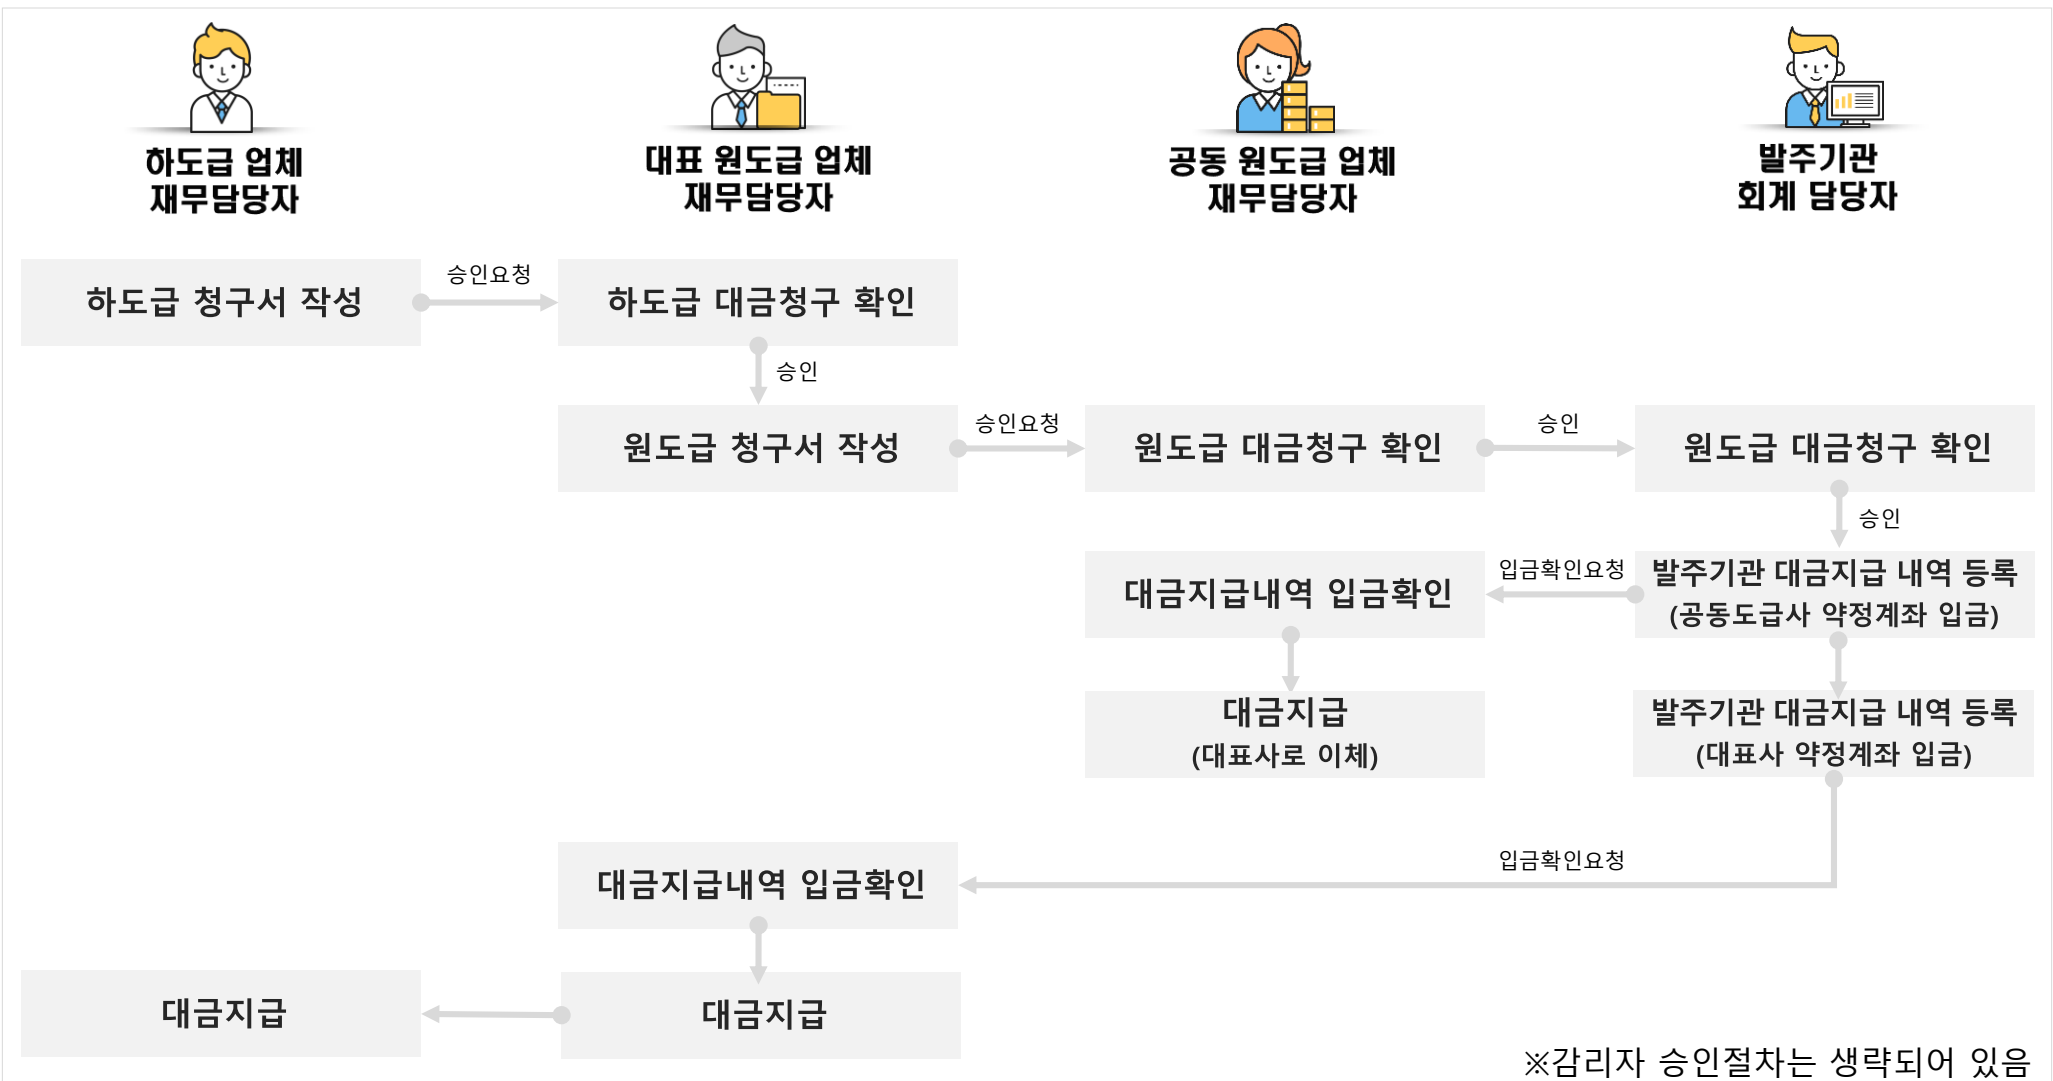 하도급 업체
재무담당자
대표 원도급 업체
재무담당자
공동 원도급 업체
재무담당자
발주기관
회계 담당자
하도급 청구서 작성
승인요청
하도급 대금청구 확인
승인
원도급 청구서 작성
승인요청
원도급 대금청구 확인
승인
원도급 대금청구 확인
승인
대금지급내역 입금확인
입금확인요청
발주기관 대금지급 내역 등록
(공동도급사 약정계좌 입금)
대금지급
(대표사로 이체)
발주기관 대금지급 내역 등록
(대표사 약정계좌 입금)
입금확인요청
대금지급내역 입금확인
대금지급
대금지급
※감리자 승인절차는 생략되어 있음